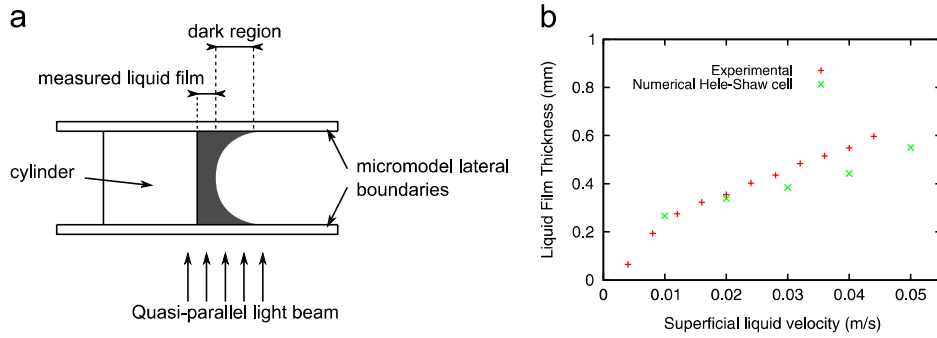 a
dark region
measured liquid film
cylinder
micromodel lateral
boundaries
Quasi-parallel light beam
b
Liquid Film Thickness (mm)
1
0.8
0.6
0.4
0.2
0
Experimental
Numerical Hele-Shaw cell
0 0.01 0.02 0.03 0.04 0.05
Superficial liquid velocity (m/s)